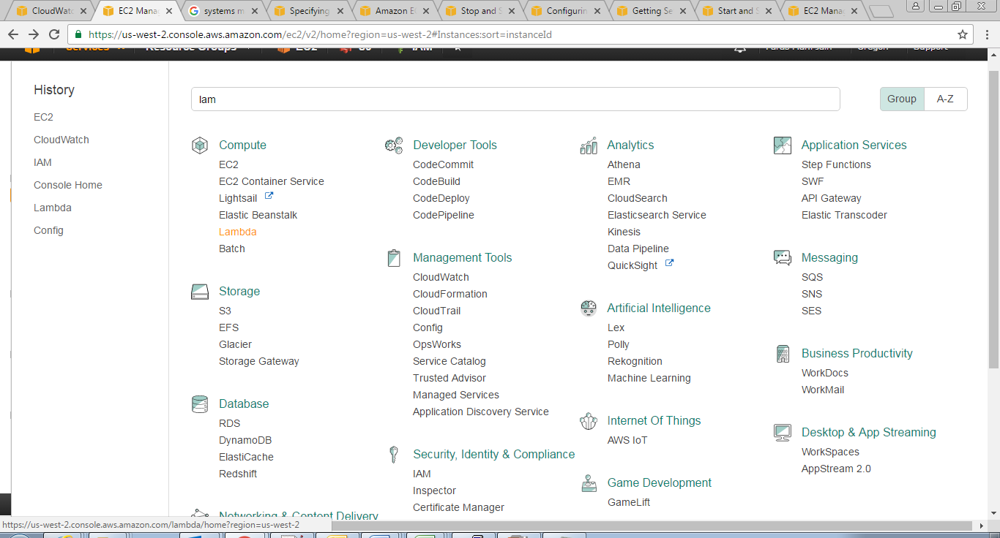 CloudWatc
EC2 Mana
systems m
Specifying
Amazon E
Stop and S
Configurin
Getting Se
Start and S
EC2 Mana
https://us-west-2.console.aws.amazon.com/ec2/v2/home?region=us-west-2#Instances:sort=instanceId
Services
Resource Groups
EC2
IAM
Oregon
Support
History
EC2
CloudWatch
IAM
Console Home
Lambda
Config
lam
Group
A-Z
Compute
EC2
EC2 Container Service
Lightsail
Elastic Beanstalk
Lambda
Batch
Storage
S3
EFS
Glacier
Storage Gateway
Database
RDS
DynamoDB
ElastiCache
Redshift
Networking & Content Delivery
Developer Tools
CodeCommit
CodeBuild
CodeDeploy
CodePipeline
Management Tools
CloudWatch
CloudFormation
CloudTrail
Config
OpsWorks
Service Catalog
Trusted Advisor
Managed Services
Application Discovery Service
Security, Identity & Compliance
IAM
Inspector
Certificate Manager
Analytics
Athena
EMR
CloudSearch
Elasticsearch Service
Kinesis
Data Pipeline
QuickSight
Artificial Intelligence
Lex
Polly
Rekognition
Machine Learning
Internet Of Things
AWS IoT
Game Development
GameLift
Application Services
Step Functions
SWF
API Gateway
Elastic Transcoder
Messaging
SQS
SNS
SES
Business Productivity
WorkDocs
WorkMail
Desktop & App Streaming
WorkSpaces
AppStream 2.0
https://us-west-2.console.aws.amazon.com/lambda/home?region=us-west-2